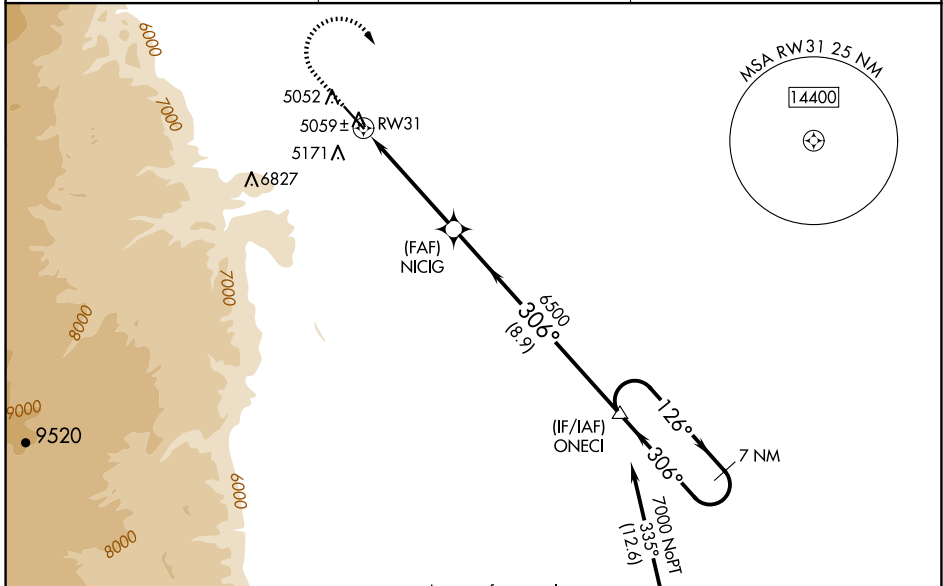 6000
MSA RW31 25 NM
14400
7000
5052
5059± RW31
5171
6827
(FAF)
NICIG
7000
6500
306°
(8.9)
8000
9000
9520
(IF/IAF)
ONECI
126°
306°
7 NM
6000
7000 NoPT
335°
(12.6)
8000